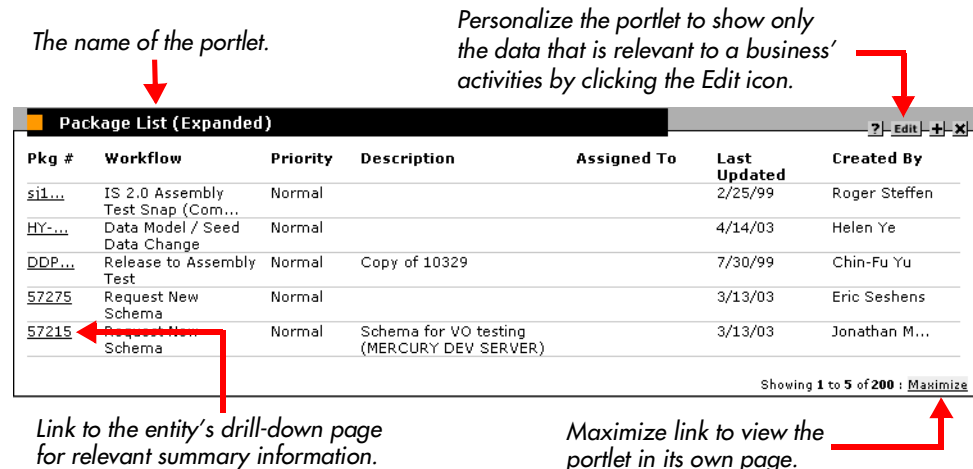 Personalize the portlet to show only
the data that is relevant to a business'
activities by clicking the Edit icon.
The name of the portlet.
Package List (Expanded)
? Edit + x
Pkg # Workflow Priority Description Assigned To Last Updated Created By
sj1... IS 2.0 Assembly Normal 2/25/99 Roger Steffen
Test Snap (Com...
HY-... Data Model / Seed Normal 4/14/03 Helen Ye
Data Change
DDP... Release to Assembly Normal Copy of 10329 7/30/99 Chin-Fu Yu
Test
57275 Request New Normal 3/13/03 Eric Seshens
Schema
57215 Request New Normal Schema for VO testing 3/13/03 Jonathan M...
Schema (MERCURY DEV SERVER)
Showing 1 to 5 of 200 : Maximize
Link to the entity's drill-down page
for relevant summary information.
Maximize link to view the
portlet in its own page.